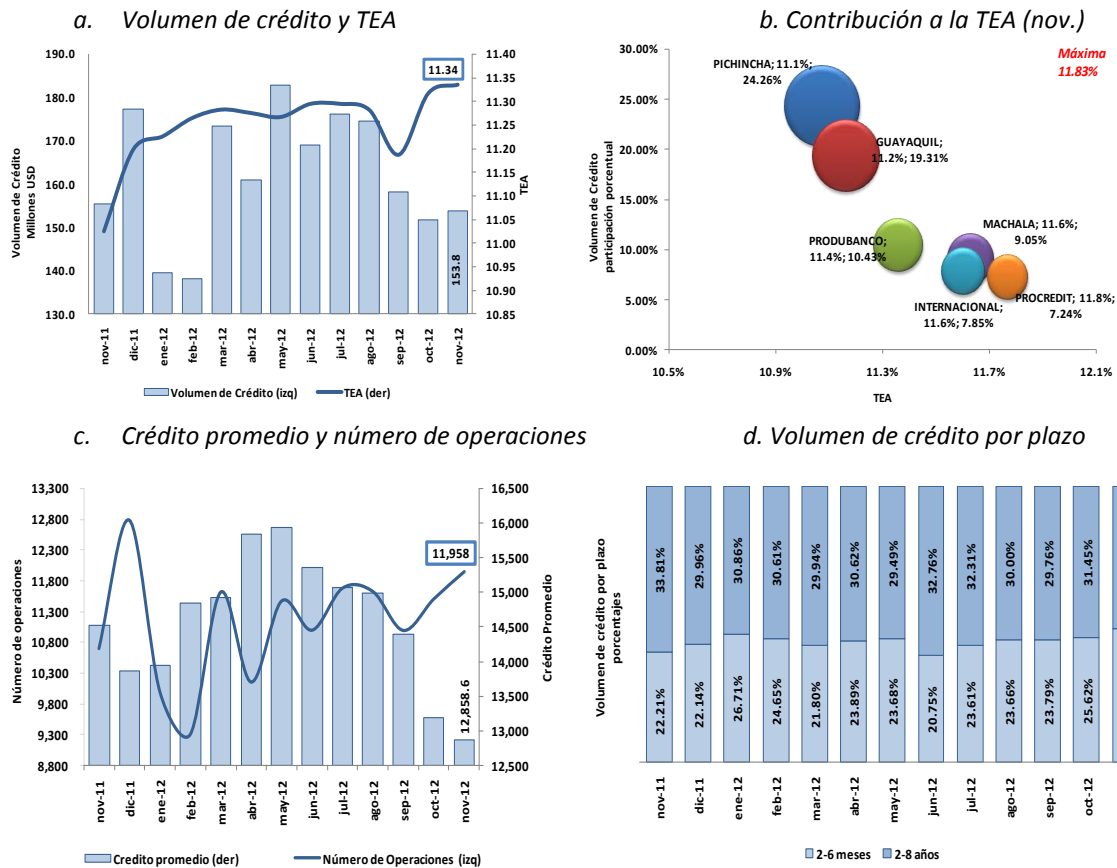 a. Volumen de crédito y TEA
190.0
180.0
170.0
160.0
150.0
140.0
130.0
Volumen de Crédito
Millones USD
11.40
11.35
11.30
11.25
11.20
11.15
11.10
11.05
11.00
10.95
10.90
10.85
TEA
11.34
153.8
nov-11
dic-11
ene-12
feb-12
mar-12
abr-12
may-12
jun-12
jul-12
ago-12
sep-12
oct-12
nov-12
Volumen de Crédito (izq)
TEA (der)
b. Contribución a la TEA (nov.)
30.00%
25.00%
20.00%
15.00%
10.00%
5.00%
0.00%
Volumen de Crédito
participación porcentual
Máxima
11.83%
PICHINCHA; 11.1%;
24.26%
GUAYAQUIL;
11.2%; 19.31%
PRODUBANCO;
11.4%; 10.43%
MACHALA; 11.6%;
9.05%
INTERNACIONAL;
11.6%; 7.85%
PROCREDIT; 11.8%;
7.24%
10.5%
10.9%
11.3%
11.7%
12.1%
TEA
c. Crédito promedio y número de operaciones
13,300
12,800
12,300
11,800
11,300
10,800
10,300
9,800
9,300
8,800
Número de operaciones
16,500
16,000
15,500
15,000
14,500
14,000
13,500
13,000
12,500
Crédito Promedio
11,958
12,858.6
nov-11
dic-11
ene-12
feb-12
mar-12
abr-12
may-12
jun-12
jul-12
ago-12
sep-12
oct-12
nov-12
Credito promedio (der)
Número de Operaciones (izq)
d. Volumen de crédito por plazo
Volumen de crédito por plazo
porcentajes
33.81%
29.96%
30.86%
30.61%
29.94%
30.62%
29.49%
32.76%
32.31%
30.00%
29.76%
31.45%
22.21%
22.14%
26.71%
24.65%
21.80%
23.89%
23.68%
20.75%
23.61%
23.66%
23.79%
25.62%
nov-11
dic-11
ene-12
feb-12
mar-12
abr-12
may-12
jun-12
jul-12
ago-12
sep-12
oct-12
2-6 meses
2-8 años